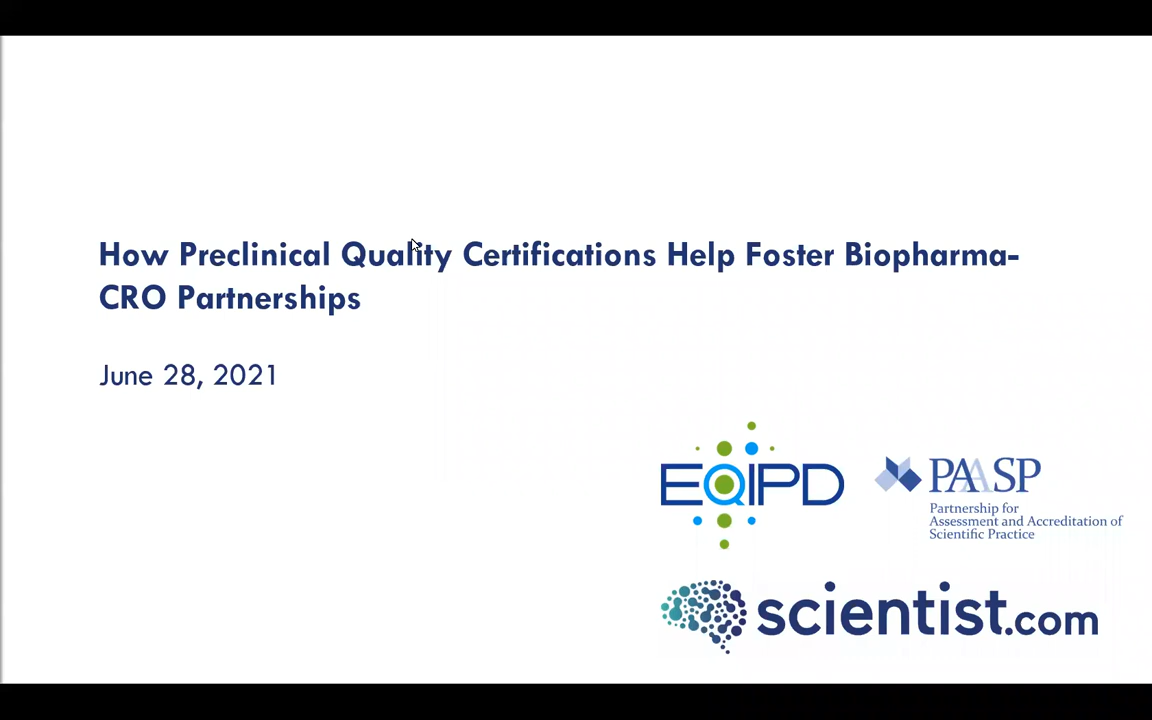 How Preclinical Quality Certifications Help Foster Biopharma-
CRO Partnerships
June 28, 2021
EQIPD
PAASP
Partnership for
Assessment and Accreditation of
Scientific Practice
scientist.com